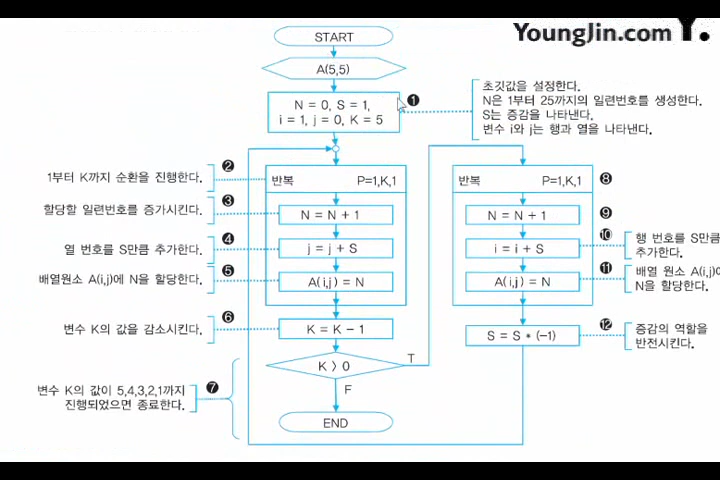 YoungJin.com Y.
START
A(5,5)
N = 0, S = 1,
i = 1, j = 0, K = 5
❶
초깃값을 설정한다.
N은 1부터 25까지의 일련번호를 생성한다.
S는 증감을 나타낸다.
변수 i와 j는 행과 열을 나타낸다.
1부터 K까지 순환을 진행한다.
❷
반복 P=1,K,1
반복 P=1,K,1
❽
할당할 일련번호를 증가시킨다.
❸
N = N + 1
N = N + 1
❾
열 번호를 S만큼 추가한다.
❹
j = j + S
i = i + S
❿
행 번호를 S만큼
추가한다.
배열원소 A(i,j)에 N을 할당한다.
❺
A(i,j) = N
A(i,j) = N
⓫
배열 원소 A(i,j)에
N을 할당한다.
변수 K의 값을 감소시킨다.
❻
K = K − 1
S = S * (-1)
⓬
증감의 역할을
반전시킨다.
K > 0
T
F
변수 K의 값이 5,4,3,2,1까지
진행되었으면 종료한다.
❼
END